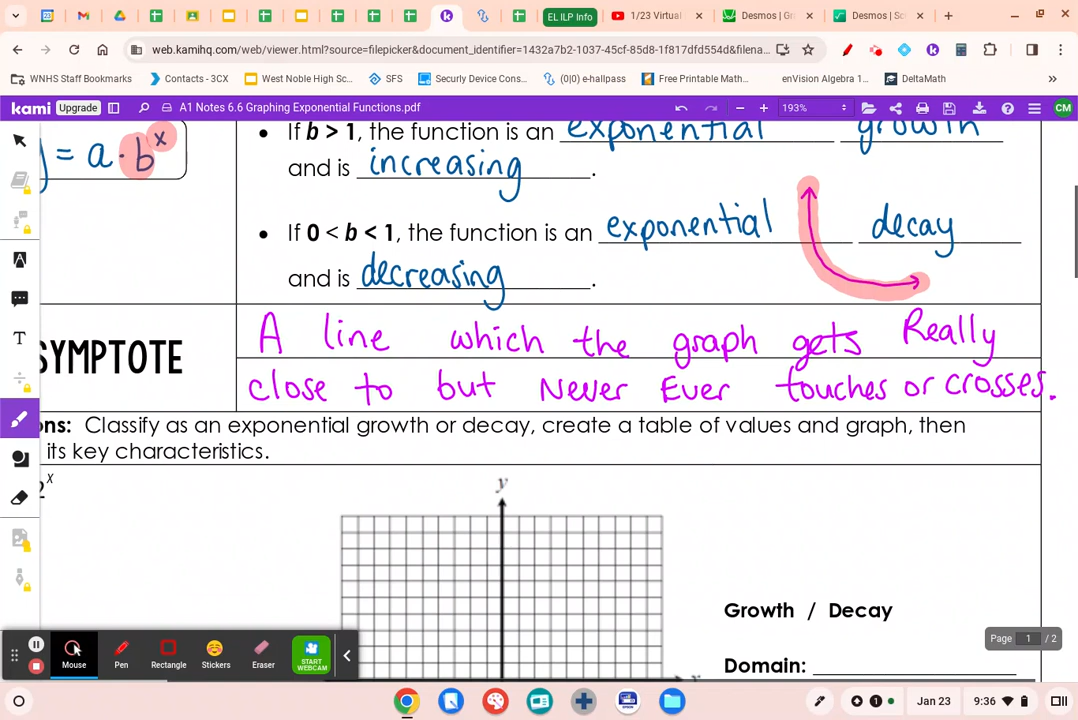 EL ILP Info
1/23 Virtual
Desmos | Gr
Desmos | Sc
web.kamihq.com/web/viewer.html?source=filepicker&document_identifier=1432a7b2-1037-45cf-85d8-1f817dfd554d&filena...
WNHS Staff Bookmarks
Contacts - 3CX
West Noble High Sc...
SFS
Securly Device Cons...
(0|0) e-hallpass
Free Printable Math...
enVision Algebra 1...
DeltaMath
kami
Upgrade
A1 Notes 6.6 Graphing Exponential Functions.pdf
193%
CM
y = a · b^x
• If b > 1, the function is an exponential growth
and is increasing.
• If 0 < b < 1, the function is an exponential decay
and is decreasing.
SYMPTOTE
A line which the graph gets Really
close to but Never Ever touches or crosses.
ons: Classify as an exponential growth or decay, create a table of values and graph, then
its key characteristics.
2^x
y
Growth / Decay
Domain:
Page 1 / 2
Mouse
Pen
Rectangle
Stickers
Eraser
START
WEBCAM
Jan 23
9:36